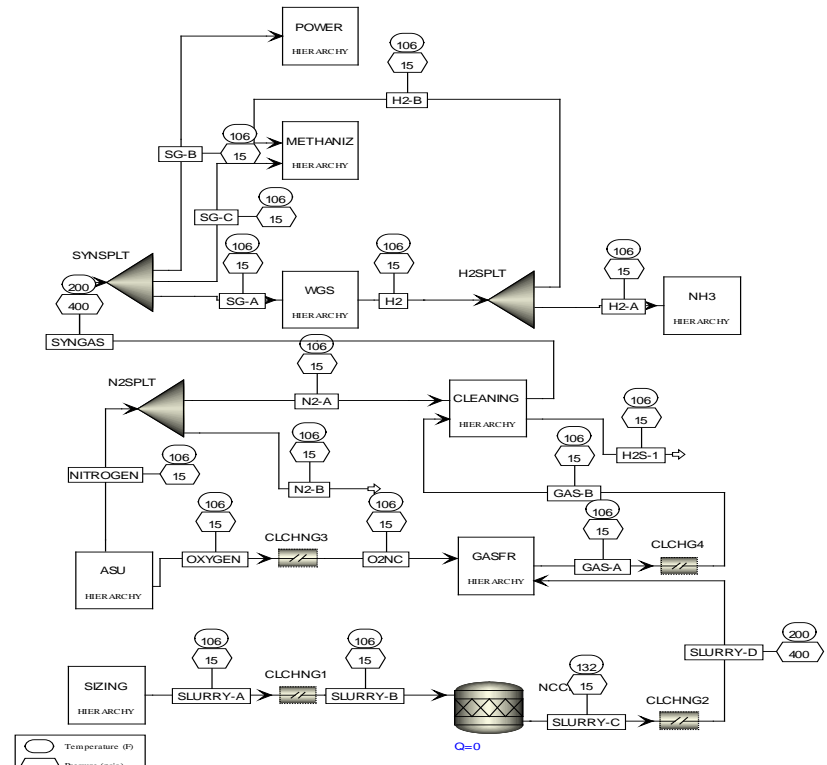 POWER
HIERARCHY
106
15
H2-B
106
15
SG-B
METHANIZ
HIERARCHY
106
15
SG-C
SYNSPLT
200
400
SYNGAS
106
15
SG-A
WGS
HIERARCHY
106
15
H2
H2SPLT
106
15
H2-A
NH3
HIERARCHY
N2SPLT
106
15
N2-A
CLEANING
HIERARCHY
106
15
H2S-1
NITROGEN
106
15
106
15
N2-B
106
15
GAS-B
ASU
HIERARCHY
106
15
OXYGEN
CLCHNG3
106
15
O2NC
GASFR
HIERARCHY
106
15
GAS-A
CLCHG4
SLURRY-D
200
400
SIZING
HIERARCHY
106
15
SLURRY-A
CLCHNG1
106
15
SLURRY-B
132
15
SLURRY-C
CLCHNG2
Q=0
Temperature (F)